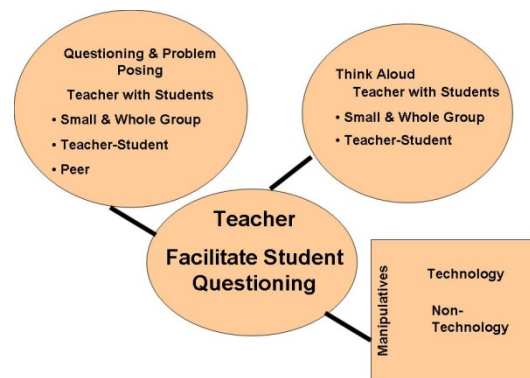 Questioning & Problem
Posing
Teacher with Students
• Small & Whole Group
• Teacher-Student
• Peer
Think Aloud
Teacher with Students
• Small & Whole Group
• Teacher-Student
Teacher
Facilitate Student
Questioning
Manipulatives
Technology
Non-
Technology